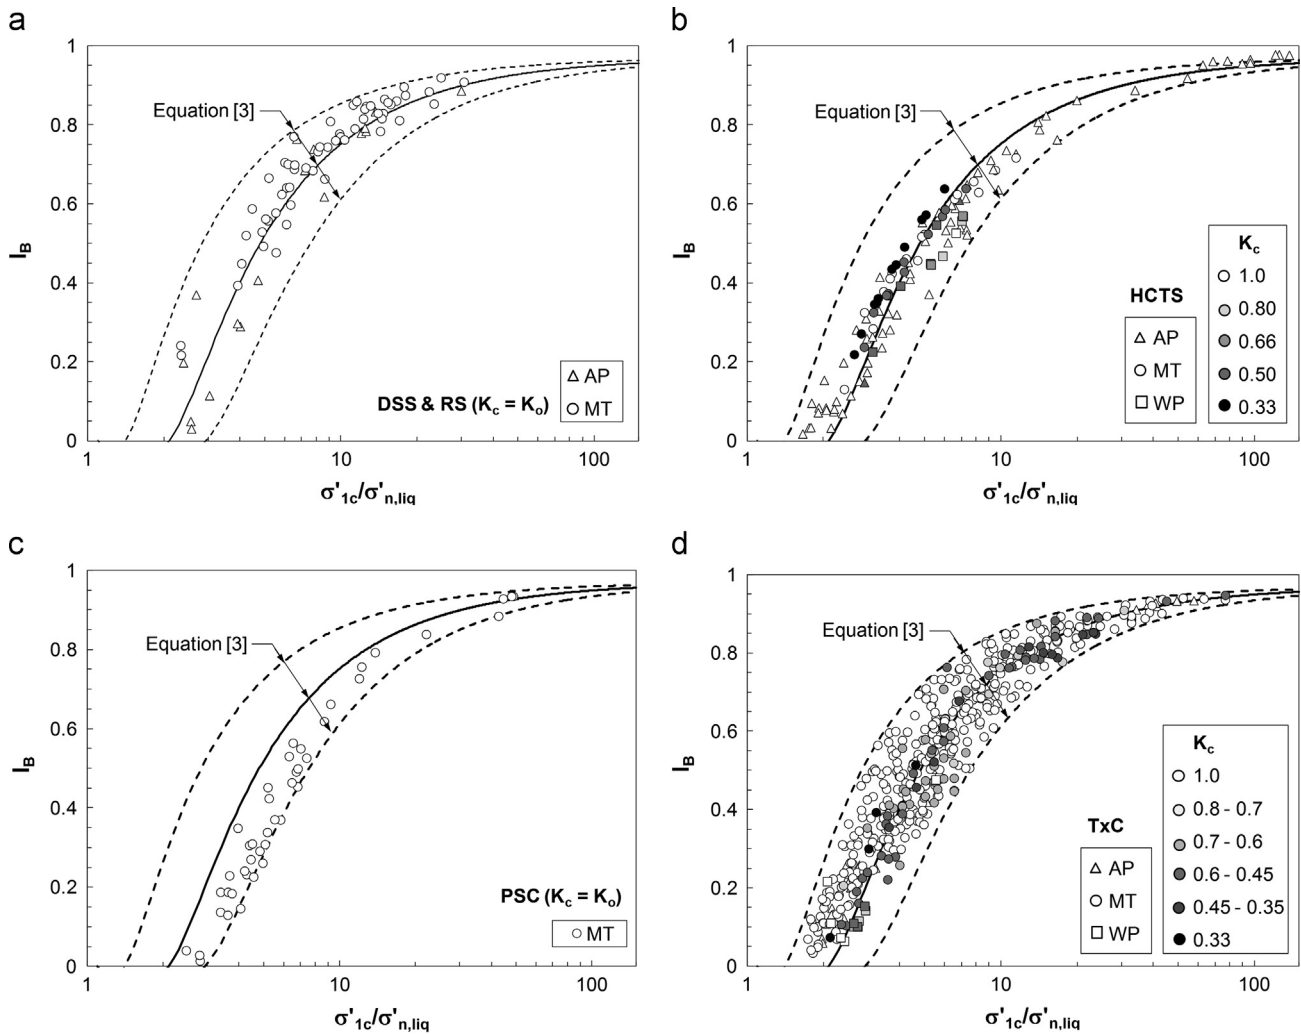 a
1
0.8
0.6
0.4
0.2
0
I_B
Equation [3]
DSS & RS (K_c = K_o)
AP
MT
1
10
100
σ'_1c/σ'_n,liq
b
1
0.8
0.6
0.4
0.2
0
I_B
Equation [3]
HCTS
AP
MT
WP
K_c
1.0
0.80
0.66
0.50
0.33
1
10
100
σ'_1c/σ'_n,liq
c
1
0.8
0.6
0.4
0.2
0
I_B
Equation [3]
PSC (K_c = K_o)
MT
1
10
100
σ'_1c/σ'_n,liq
d
1
0.8
0.6
0.4
0.2
0
I_B
Equation [3]
TxC
AP
MT
WP
K_c
1.0
0.8 - 0.7
0.7 - 0.6
0.6 - 0.45
0.45 - 0.35
0.33
1
10
100
σ'_1c/σ'_n,liq